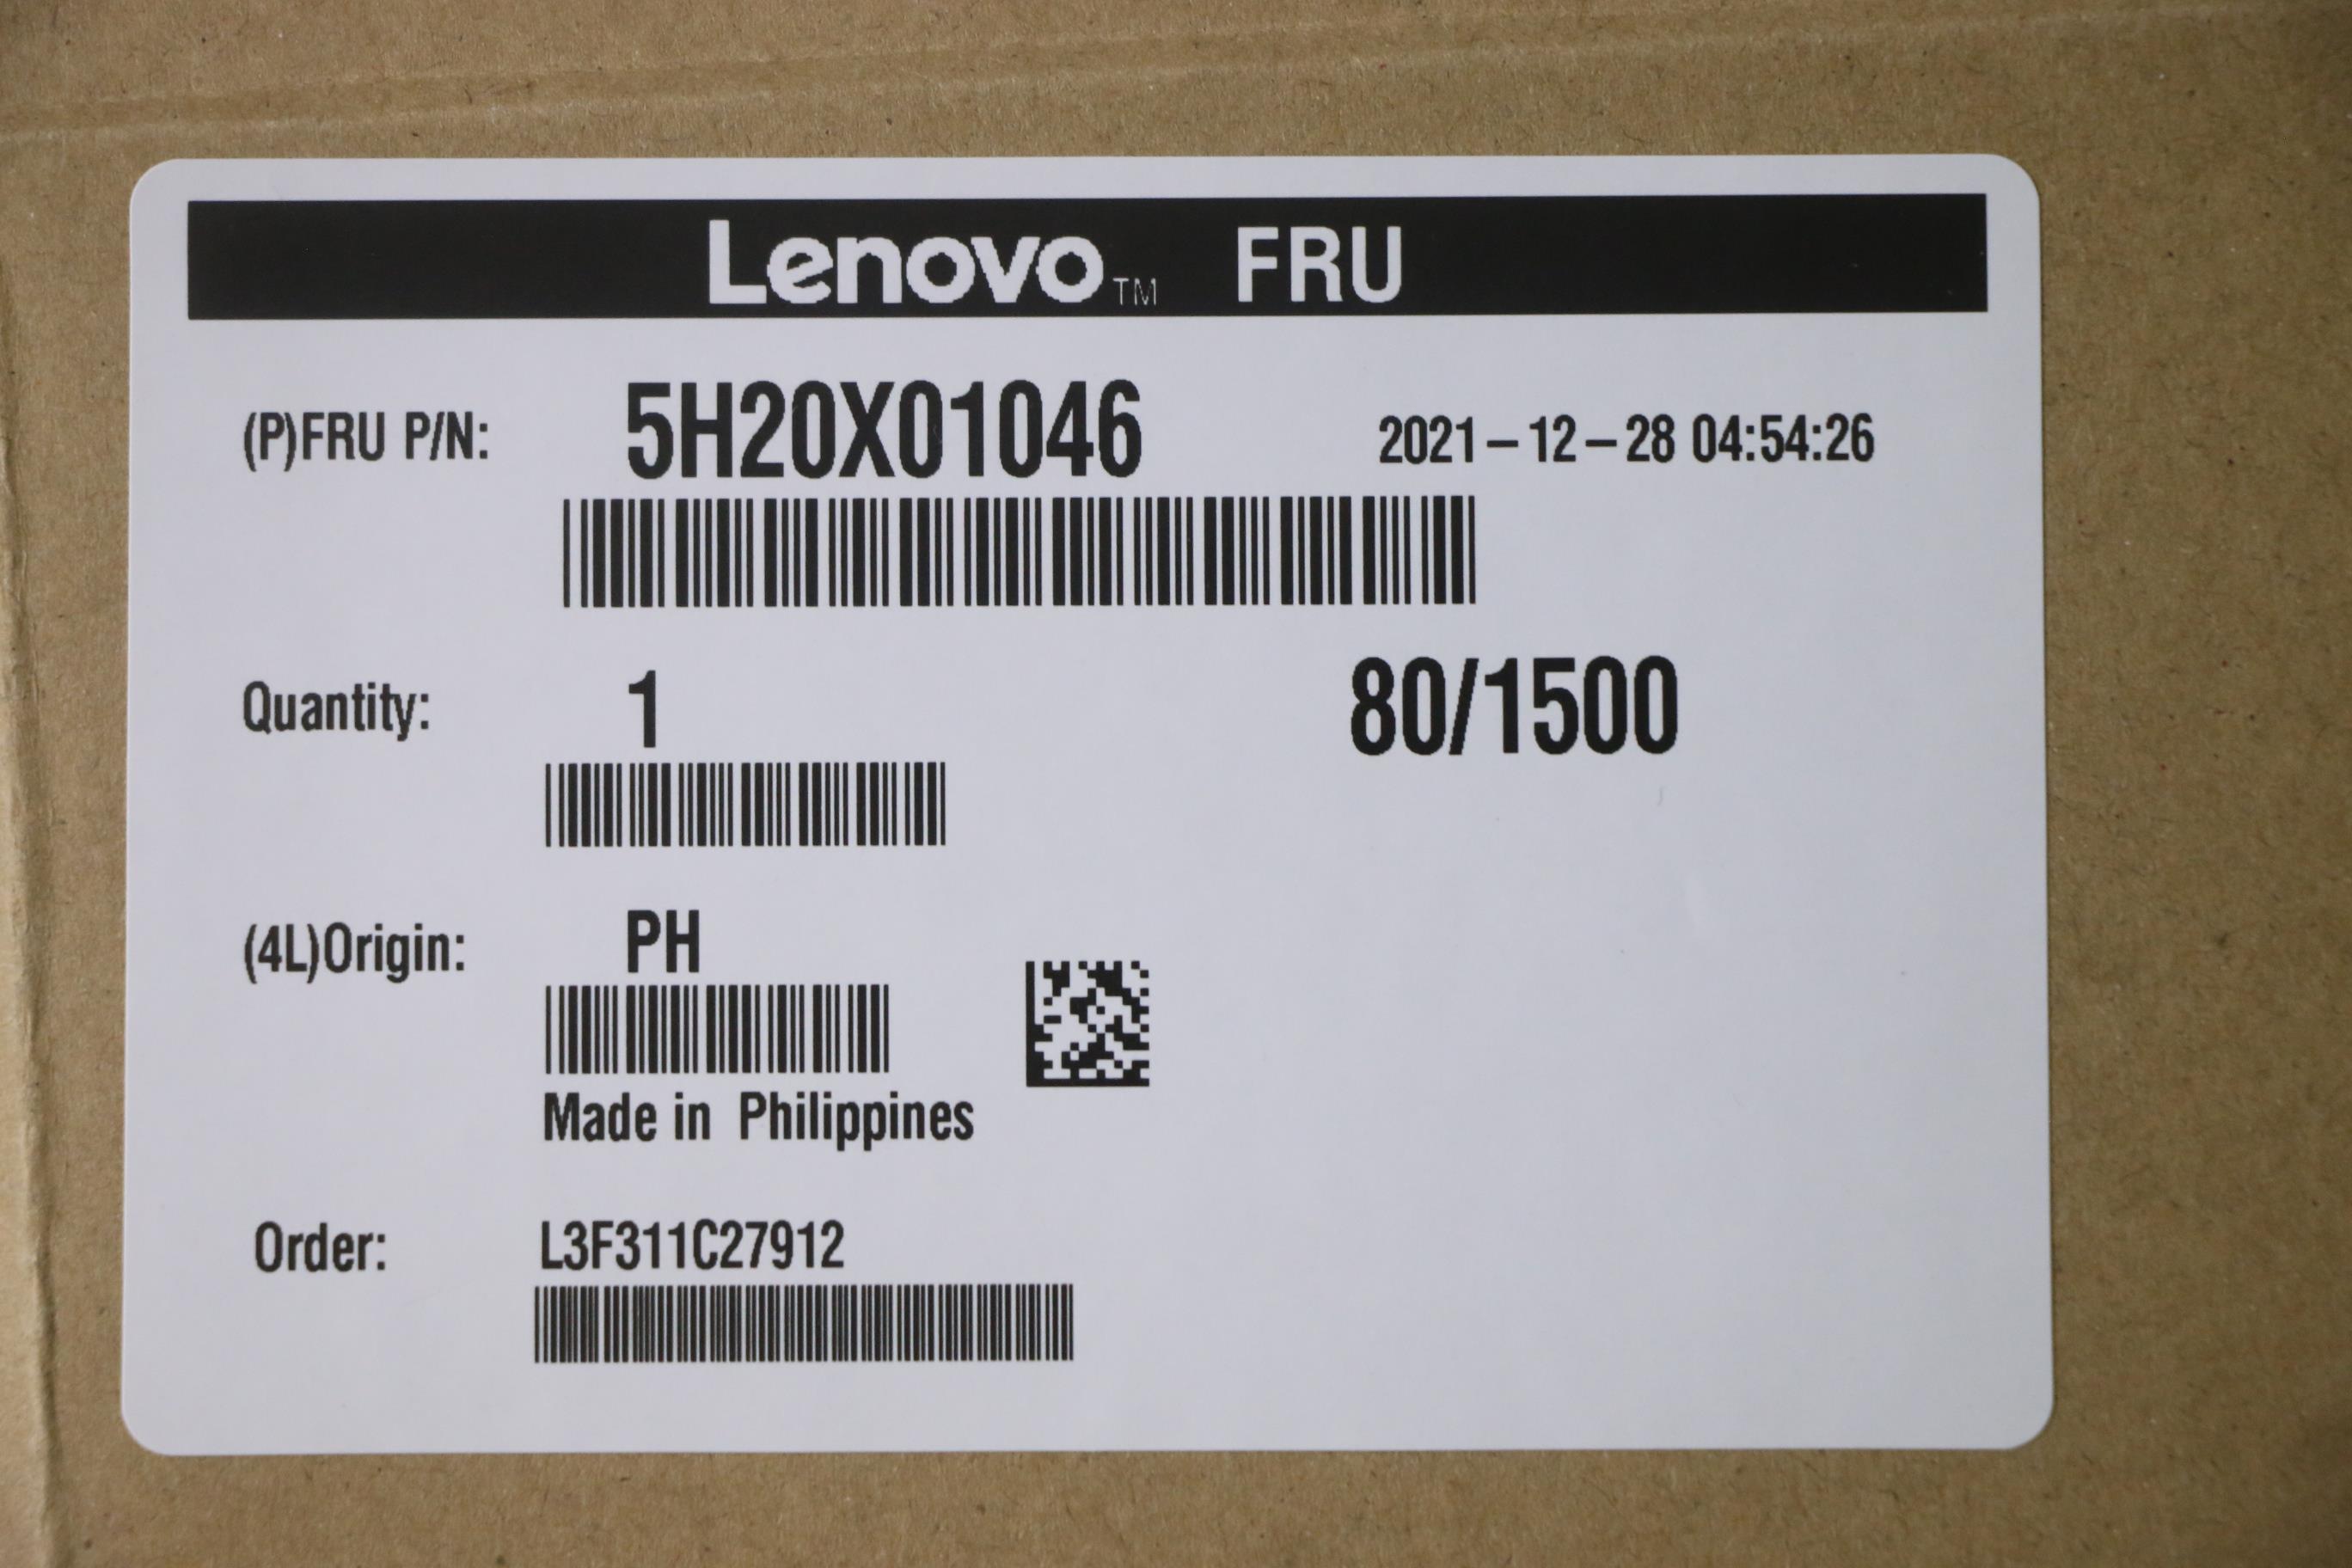 Lenovo™ FRU
(P)FRU P/N: 5H20X01046 2021-12-28 04:54:26
Quantity: 1 80/1500
(4L)Origin: PH
Made in Philippines
Order: L3F311C27912